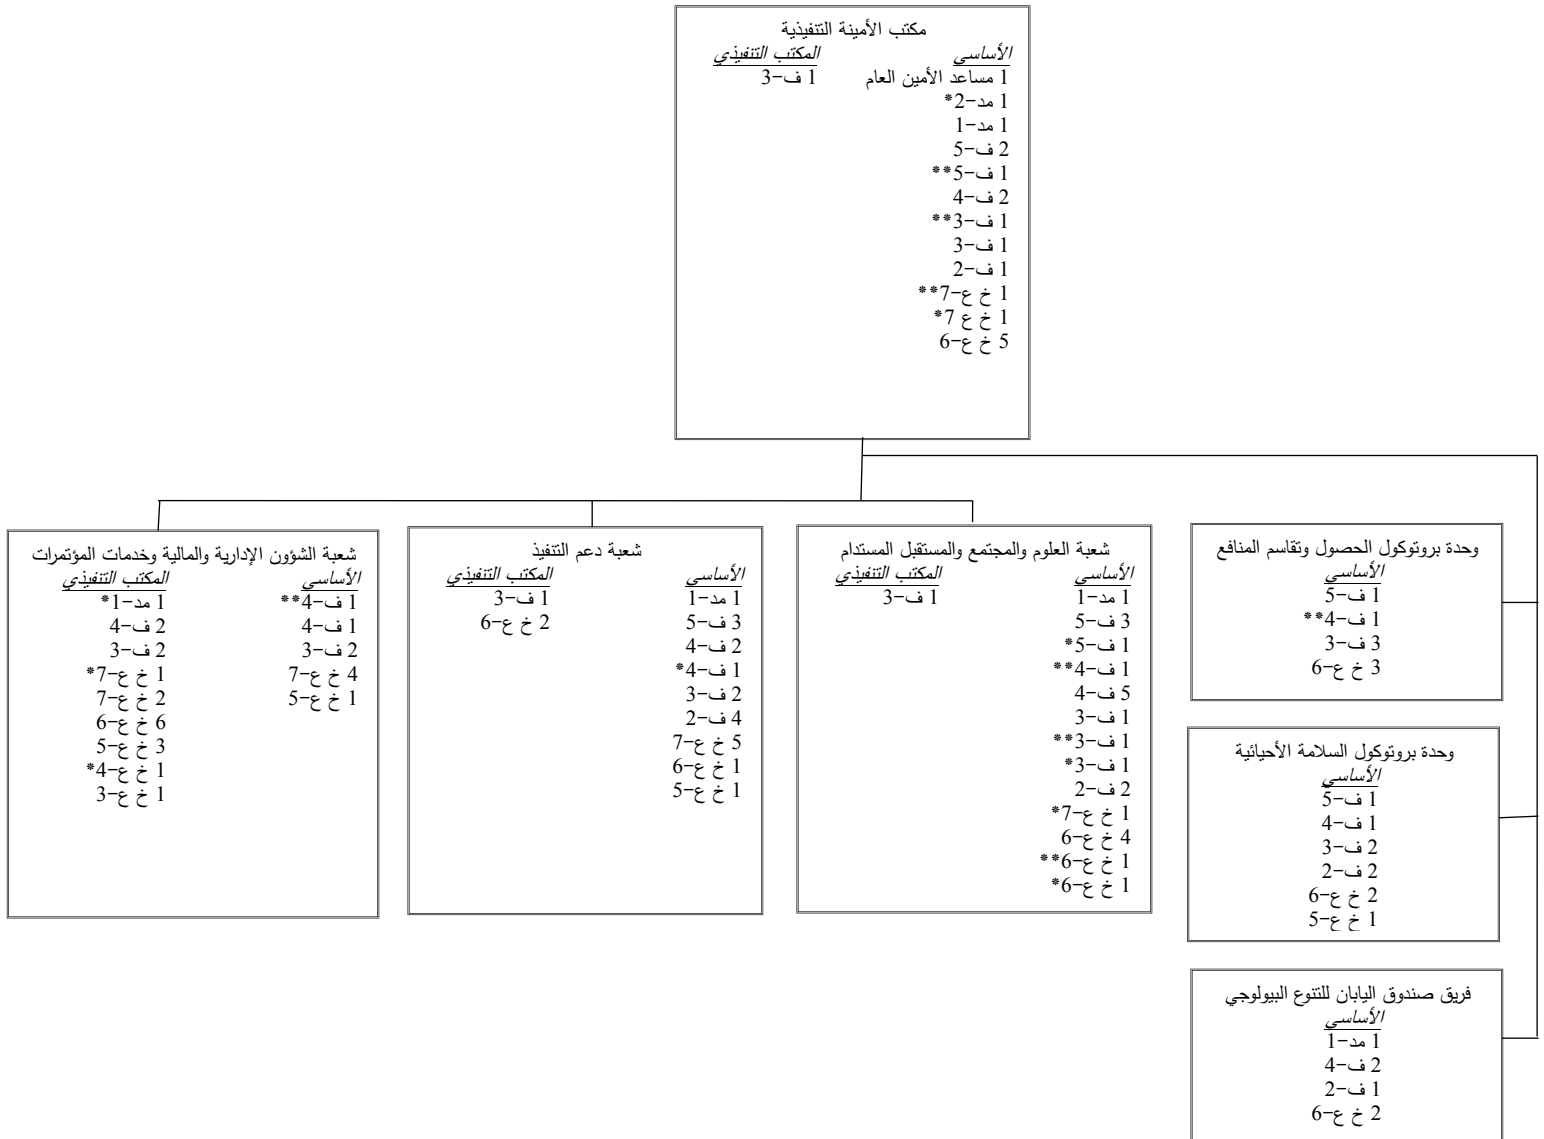 مكتب الأمينة التنفيذية
الأساسي المكتب التنفيذي
1 مساعد الأمين العام 1 ف-3
1 مد-2*
1 مد-1
2 ف-5
1 ف-5**
2 ف-4
1 ف-3**
1 ف-3
1 ف-2
1 خ ع-7**
1 خ ع 7*
5 خ ع-6
وحدة بروتوكول الحصول وتقاسم المنافع
الأساسي
1 ف-5
1 ف-4**
3 ف-3
3 خ ع-6
وحدة بروتوكول السلامة الأحيائية
الأساسي
1 ف-5
1 ف-4
2 ف-3
2 ف-2
2 خ ع-6
1 خ ع-5
فريق صندوق اليابان للتنوع البيولوجي
الأساسي
1 مد-1
2 ف-4
1 ف-2
2 خ ع-6
شعبة العلوم والمجتمع والمستقبل المستدام
الأساسي المكتب التنفيذي
1 مد-1 1 ف-3
3 ف-5
1 ف-5*
1 ف-4**
5 ف-4
1 ف-3
1 ف-3**
1 ف-3*
2 ف-2
1 خ ع-7*
4 خ ع-6
1 خ ع-6**
1 خ ع-6*
شعبة دعم التنفيذ
الأساسي المكتب التنفيذي
1 مد-1 1 ف-3
3 ف-5 2 خ ع-6
2 ف-4
1 ف-4*
2 ف-3
4 ف-2
5 خ ع-7
1 خ ع-6
1 خ ع-5
شعبة الشؤون الإدارية والمالية وخدمات المؤتمرات
الأساسي المكتب التنفيذي
1 ف-4** 1 مد-1*
1 ف-4 2 ف-4
2 ف-3 2 ف-3
4 خ ع-7 1 خ ع-7*
1 خ ع-5 2 خ ع-7
6 خ ع-6
3 خ ع-5
1 خ ع-4*
1 خ ع-3